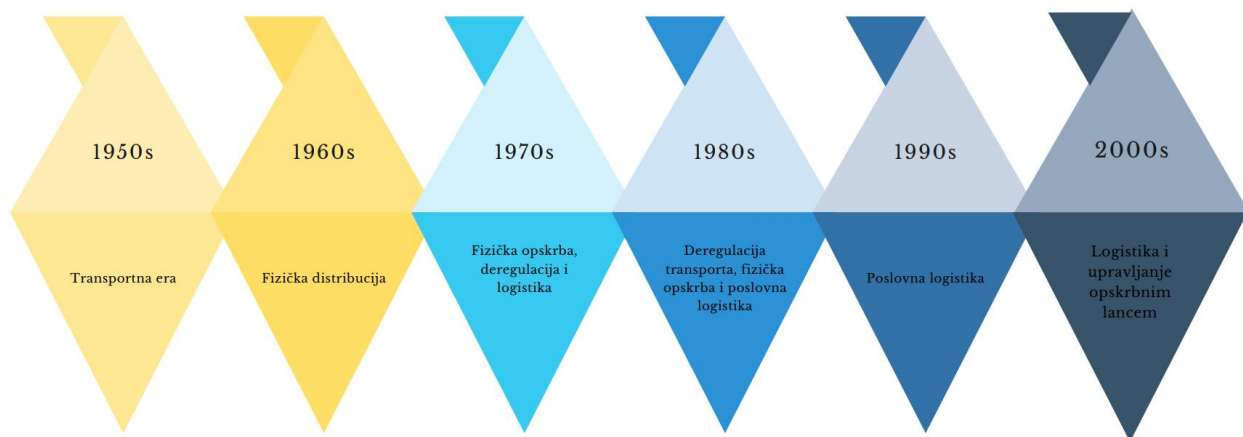 1950s
1960s
1970s
1980s
1990s
2000s
Transportna era
Fizička distribucija
Fizička opskrba,
deregulacija i
logistika
Deregulacija
transporta, fizička
opskrba i poslovna
logistika
Poslovna logistika
Logistika i
upravljanje
opskrbnim
lancem